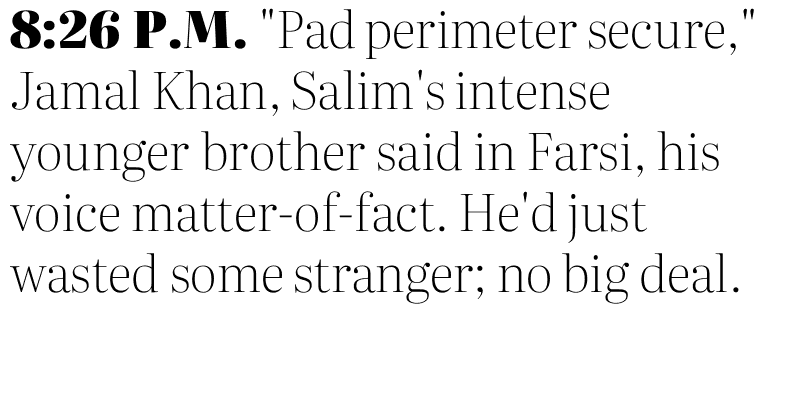 8:26 P.M. "Pad perimeter secure,"
Jamal Khan, Salim's intense
younger brother said in Farsi, his
voice matter-of-fact. He'd just
wasted some stranger; no big deal.